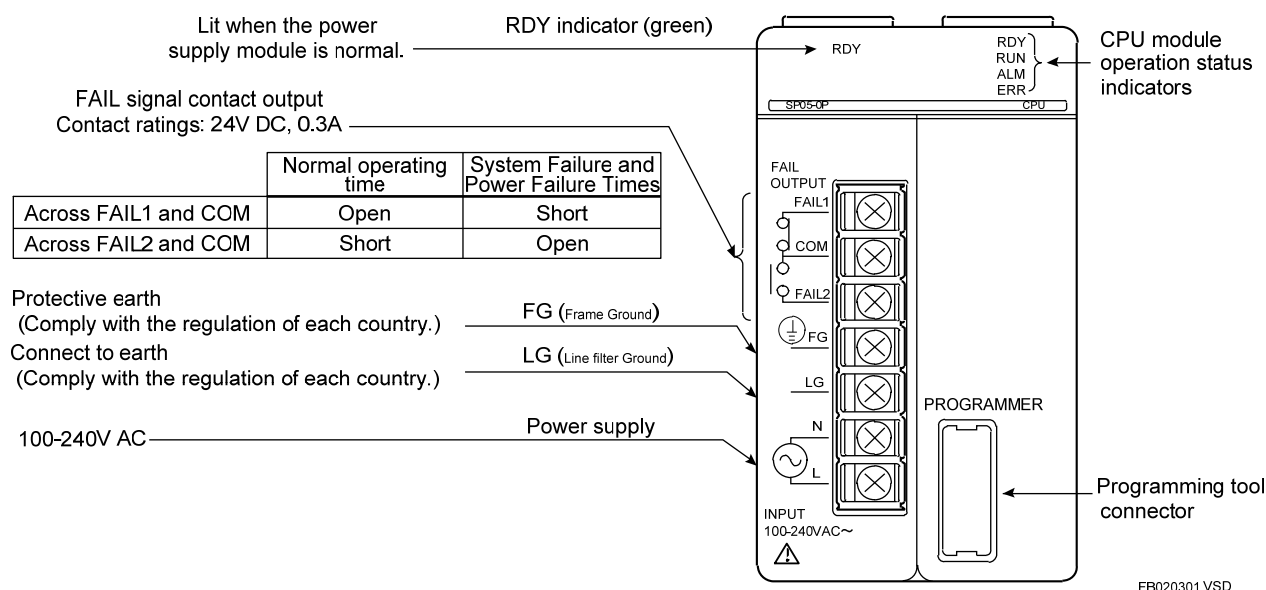 Lit when the power
supply module is normal.
RDY indicator (green)
RDY
RDY
RUN
ALM
ERR
CPU module
operation status
indicators
SP05-0P
CPU
FAIL signal contact output
Contact ratings: 24V DC, 0.3A
Normal operating time
System Failure and Power Failure Times
Across FAIL1 and COM Open Short
Across FAIL2 and COM Short Open
FAIL
OUTPUT
FAIL1
COM
FAIL2
FG
LG
N
L
INPUT
100-240VAC~
Protective earth
(Comply with the regulation of each country.)
FG (Frame Ground)
Connect to earth
(Comply with the regulation of each country.)
LG (Line filter Ground)
100-240V AC
Power supply
PROGRAMMER
Programming tool
connector
FB020301.VSD